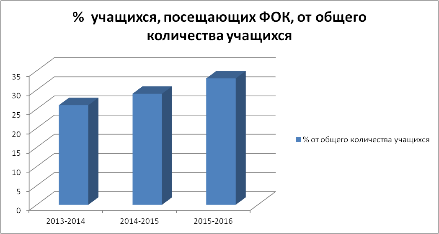 % учащихся, посещающих ФОК, от общего
количества учащихся
35
30
25
20
15
10
5
0
2013-2014 2014-2015 2015-2016
% от общего количества учащихся